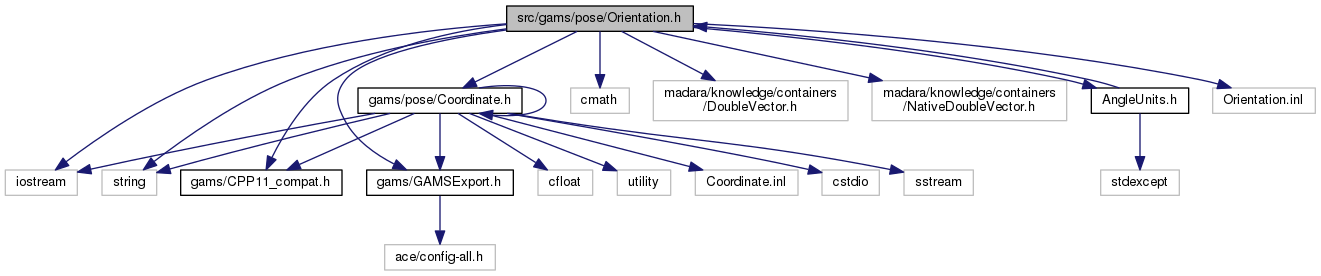 src/gams/pose/Orientation.h
gams/pose/Coordinate.h
cmath
madara/knowledge/containers
/DoubleVector.h
madara/knowledge/containers
/NativeDoubleVector.h
AngleUnits.h
Orientation.inl
iostream
string
gams/CPP11_compat.h
gams/GAMSExport.h
cfloat
utility
Coordinate.inl
cstdio
sstream
stdexcept
ace/config-all.h